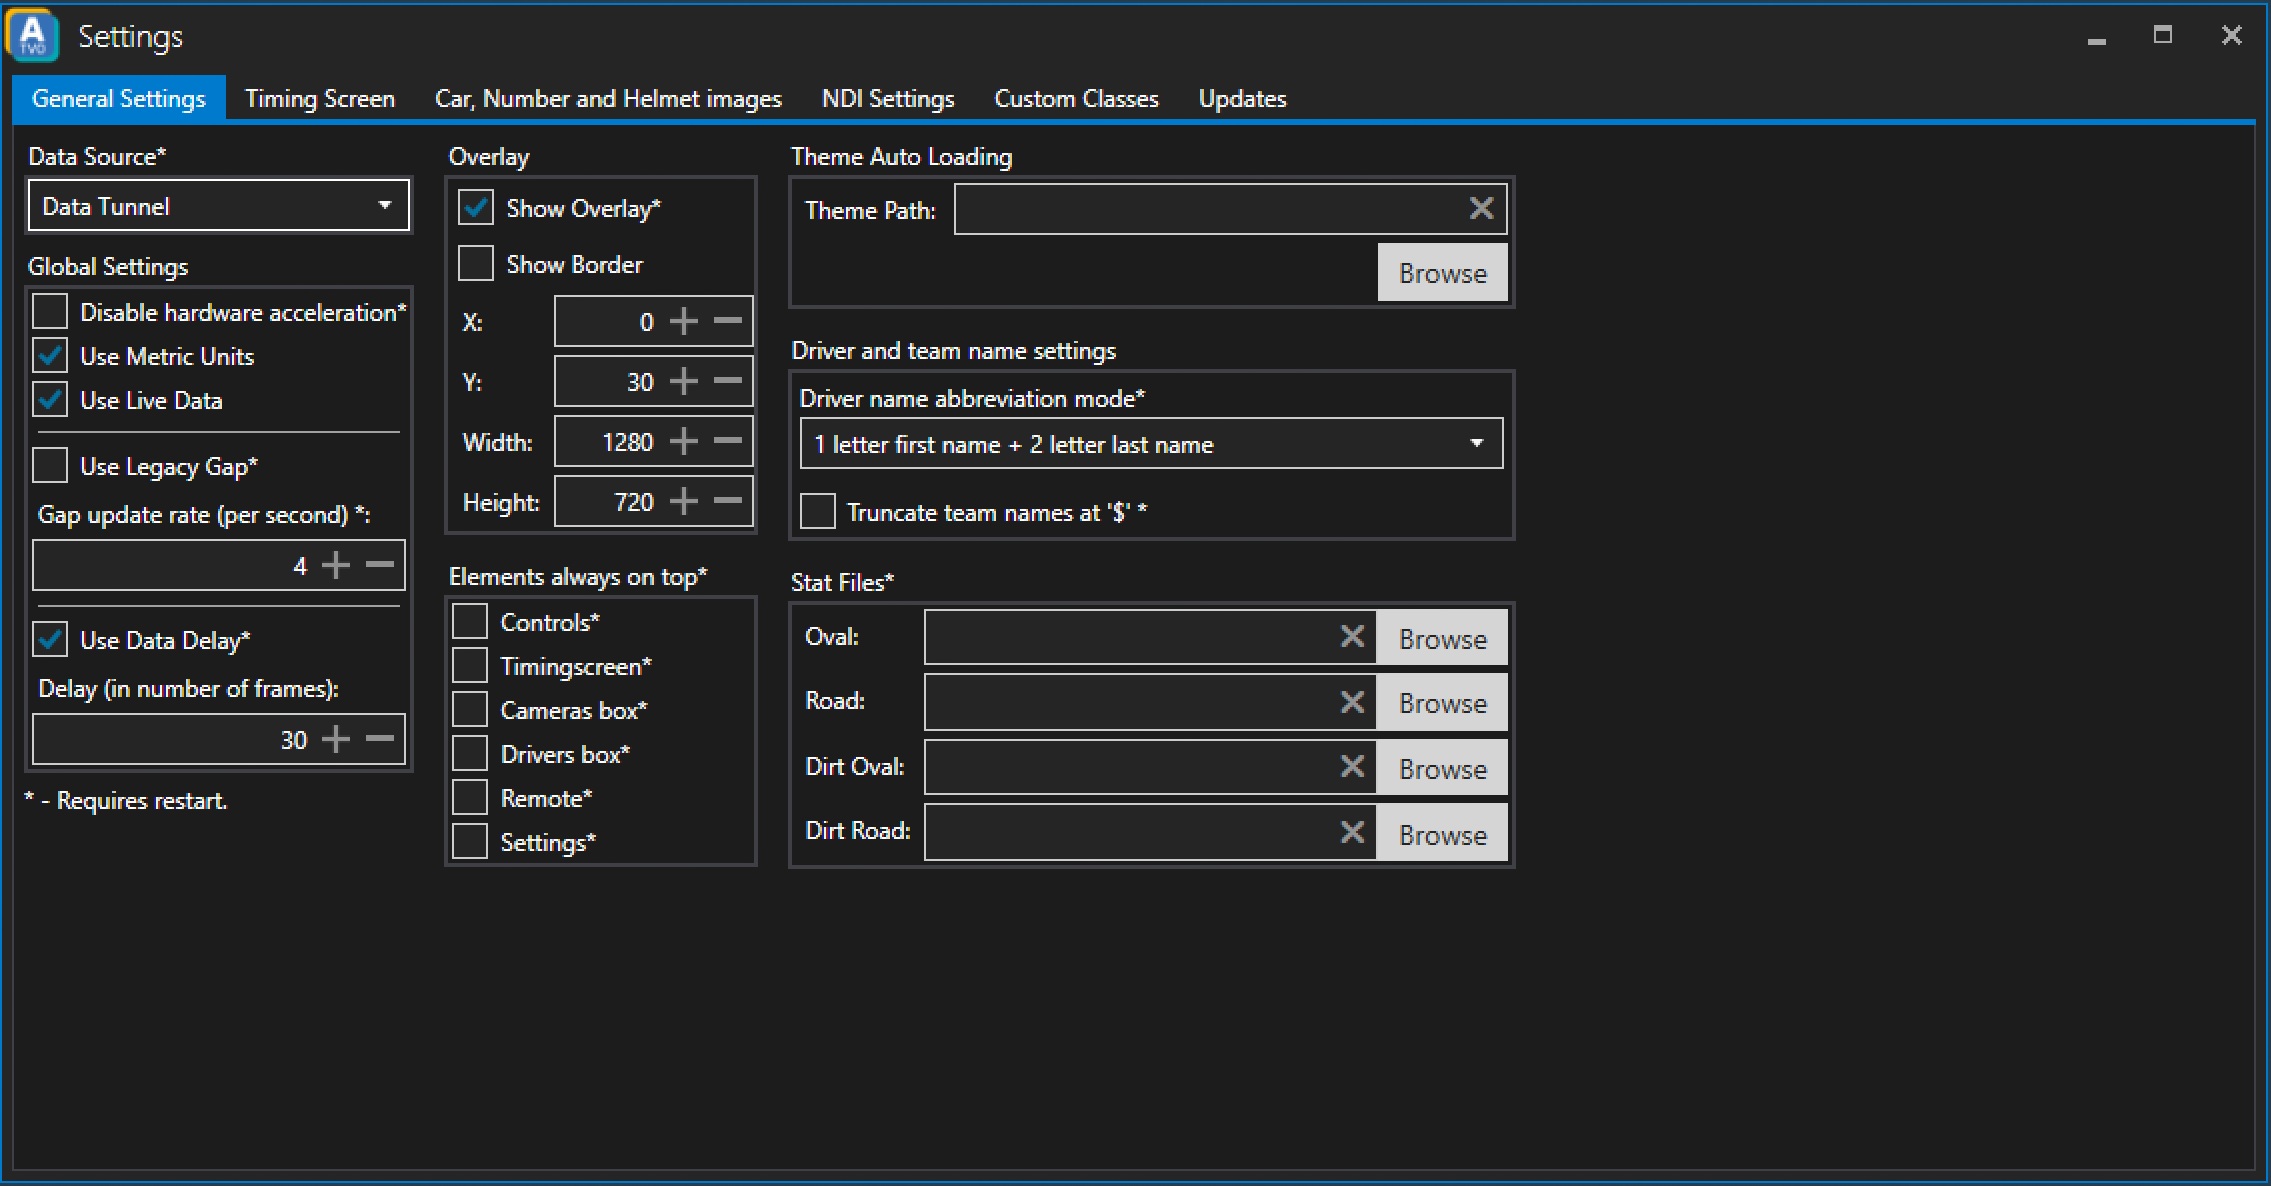 A
TVO
Settings
General Settings
Timing Screen
Car, Number and Helmet images
NDI Settings
Custom Classes
Updates
Data Source*
Data Tunnel
Global Settings
Disable hardware acceleration*
Use Metric Units
Use Live Data
Use Legacy Gap*
Gap update rate (per second) *:
4
Use Data Delay*
Delay (in number of frames):
30
* - Requires restart.
Overlay
Show Overlay*
Show Border
X: 0
Y: 30
Width: 1280
Height: 720
Elements always on top*
Controls*
Timingscreen*
Cameras box*
Drivers box*
Remote*
Settings*
Theme Auto Loading
Theme Path:
Browse
Driver and team name settings
Driver name abbreviation mode*
1 letter first name + 2 letter last name
Truncate team names at '$' *
Stat Files*
Oval: Browse
Road: Browse
Dirt Oval: Browse
Dirt Road: Browse